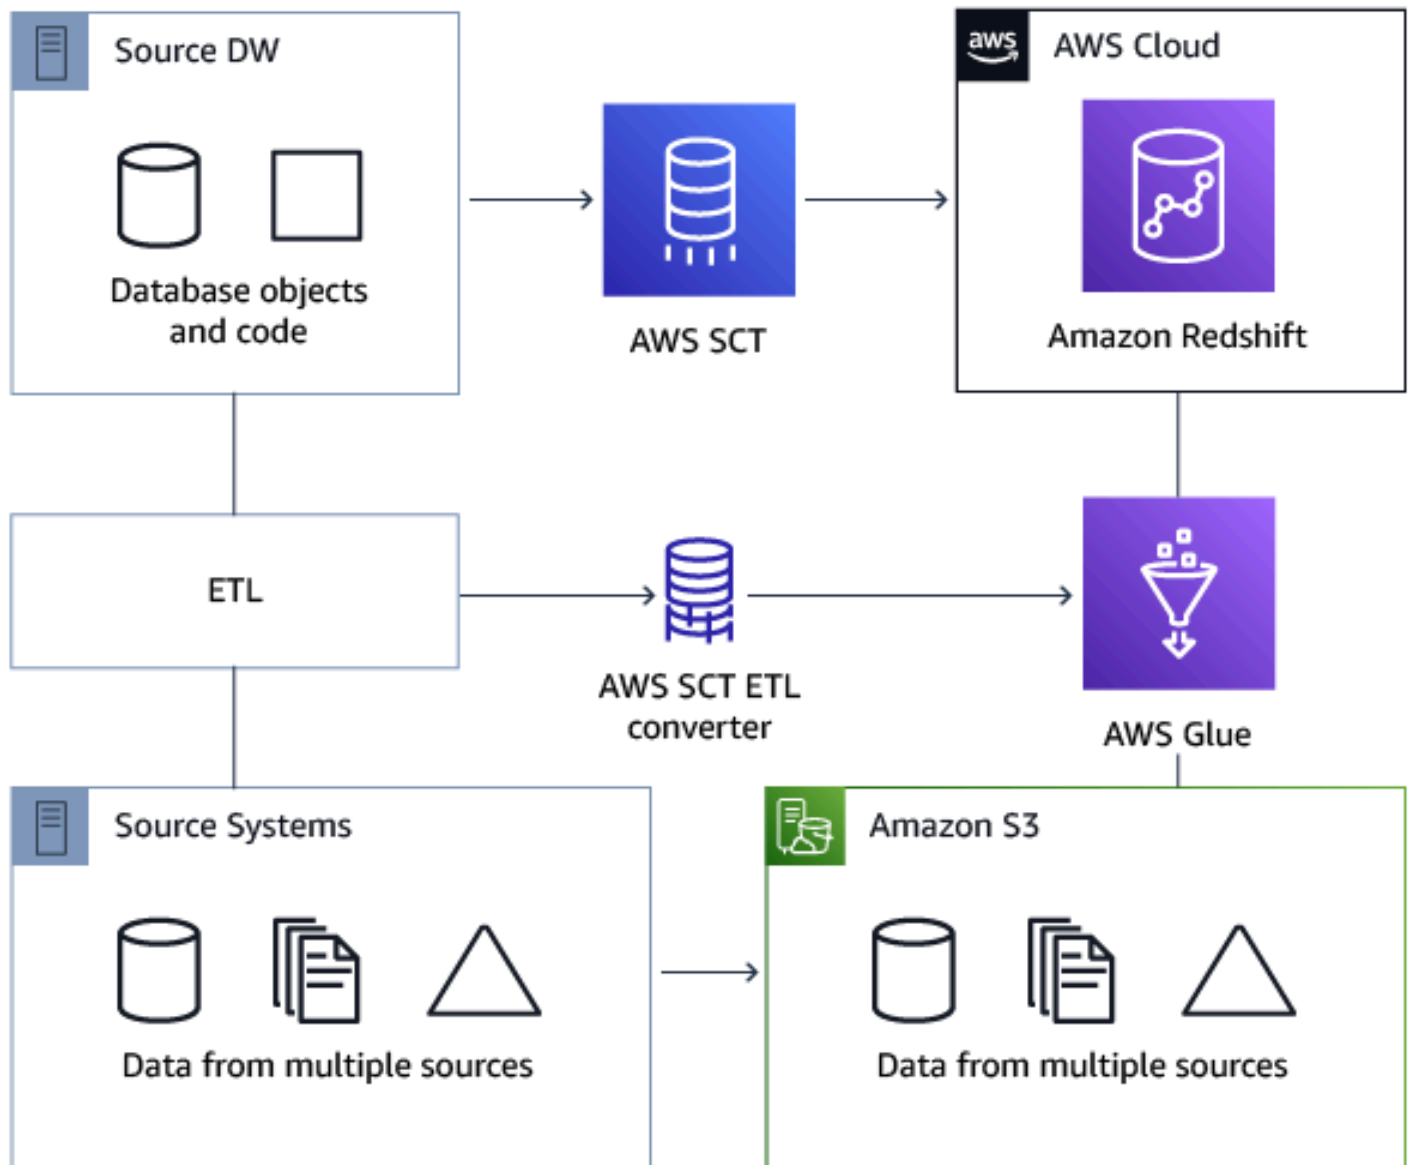 Source DW
aws
AWS Cloud
Database objects
and code
AWS SCT
Amazon Redshift
ETL
AWS SCT ETL
converter
AWS Glue
Source Systems
Amazon S3
Data from multiple sources
Data from multiple sources